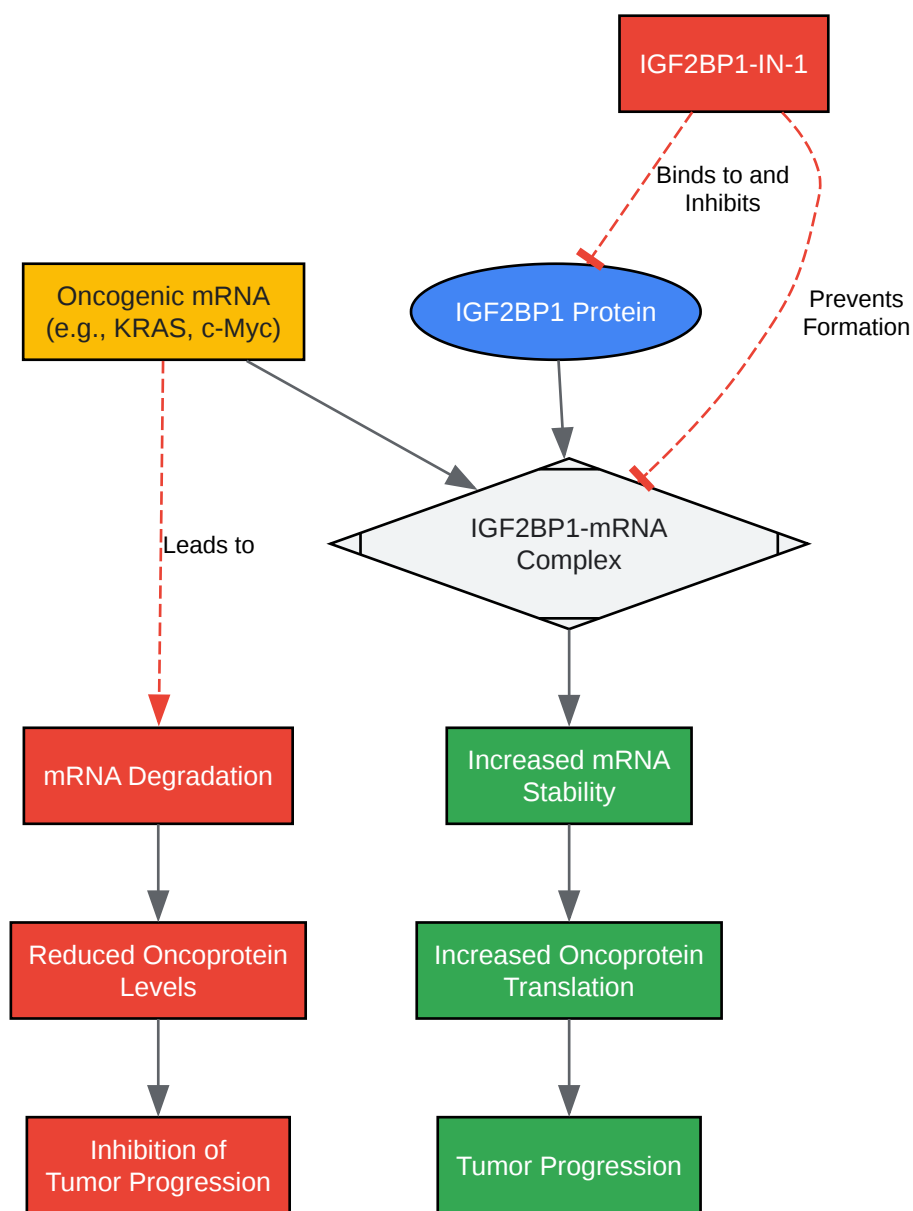 IGF2BP1-IN-1
Binds to and
Inhibits
Oncogenic mRNA
(e.g., KRAS, c-Myc)
IGF2BP1 Protein
Prevents
Formation
IGF2BP1-mRNA
Complex
Leads to
mRNA Degradation
Increased mRNA
Stability
Reduced Oncoprotein
Levels
Increased Oncoprotein
Translation
Inhibition of
Tumor Progression
Tumor Progression